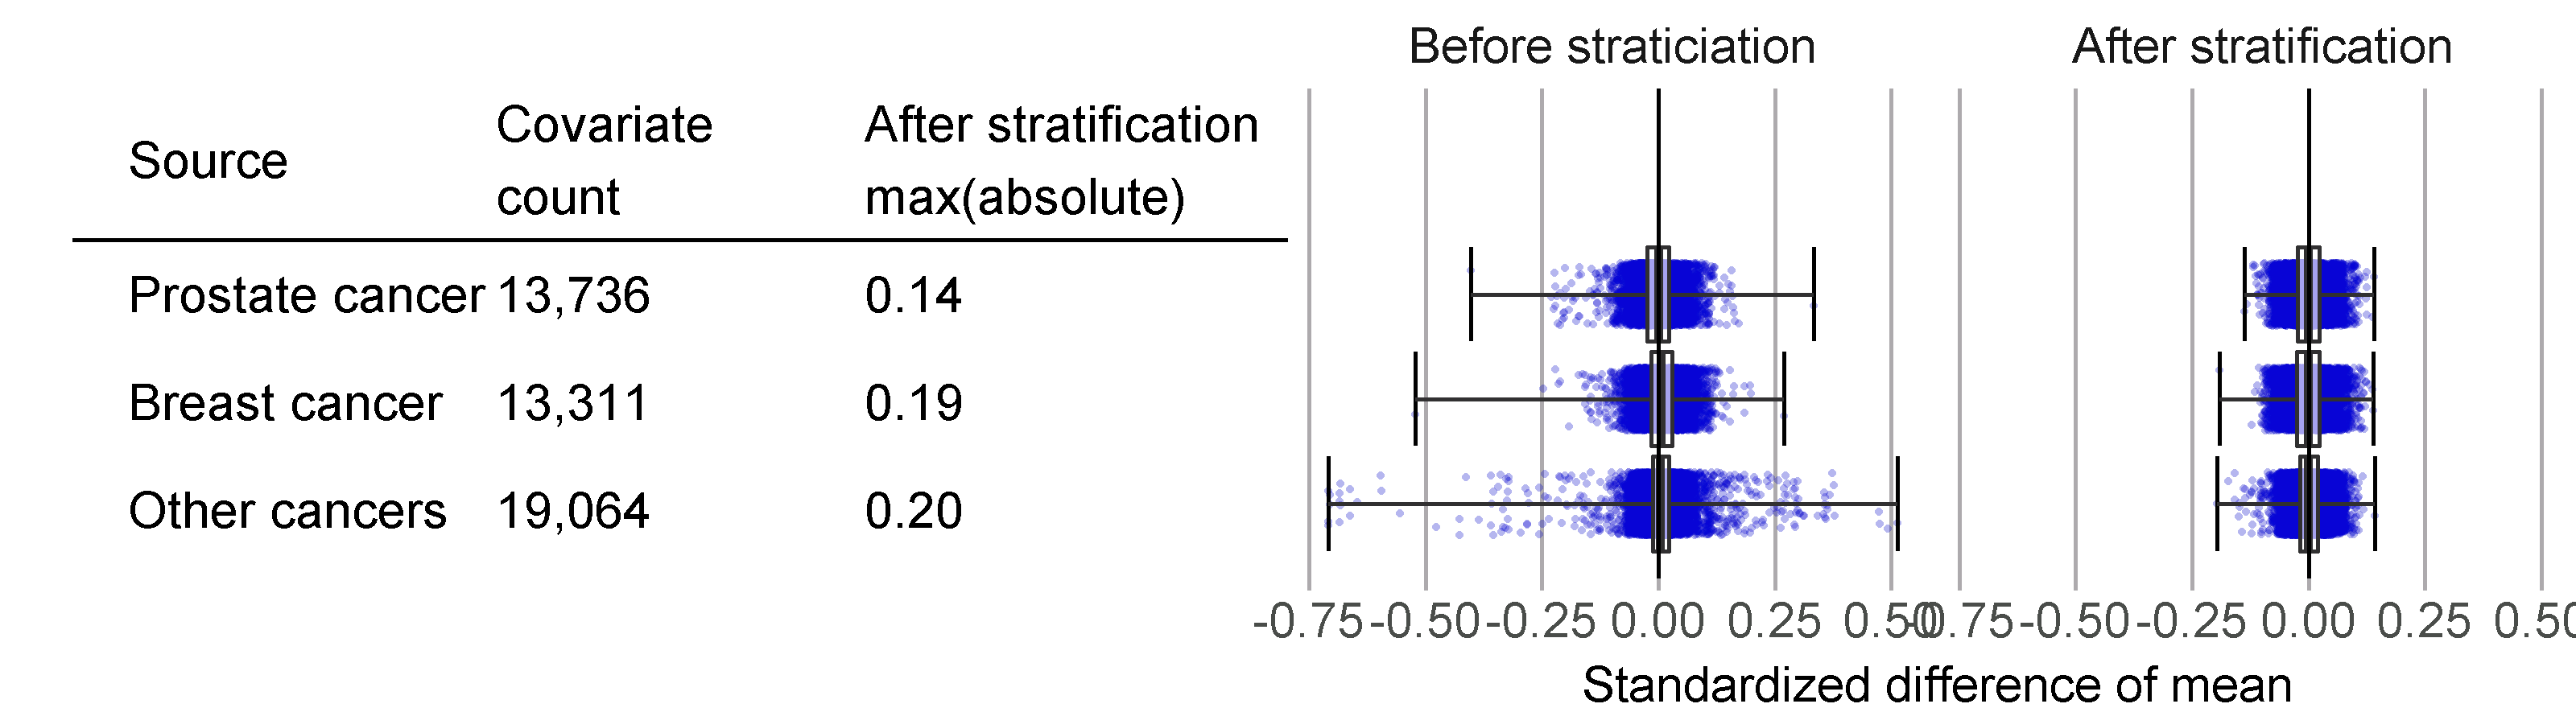 Before straticiation After stratification
Source Covariate count After stratification max(absolute)
Prostate cancer 13,736 0.14
Breast cancer 13,311 0.19
Other cancers 19,064 0.20
-0.75 -0.50 -0.25 0.00 0.25 0.50 -0.75 -0.50 -0.25 0.00 0.25 0.50
Standardized difference of mean